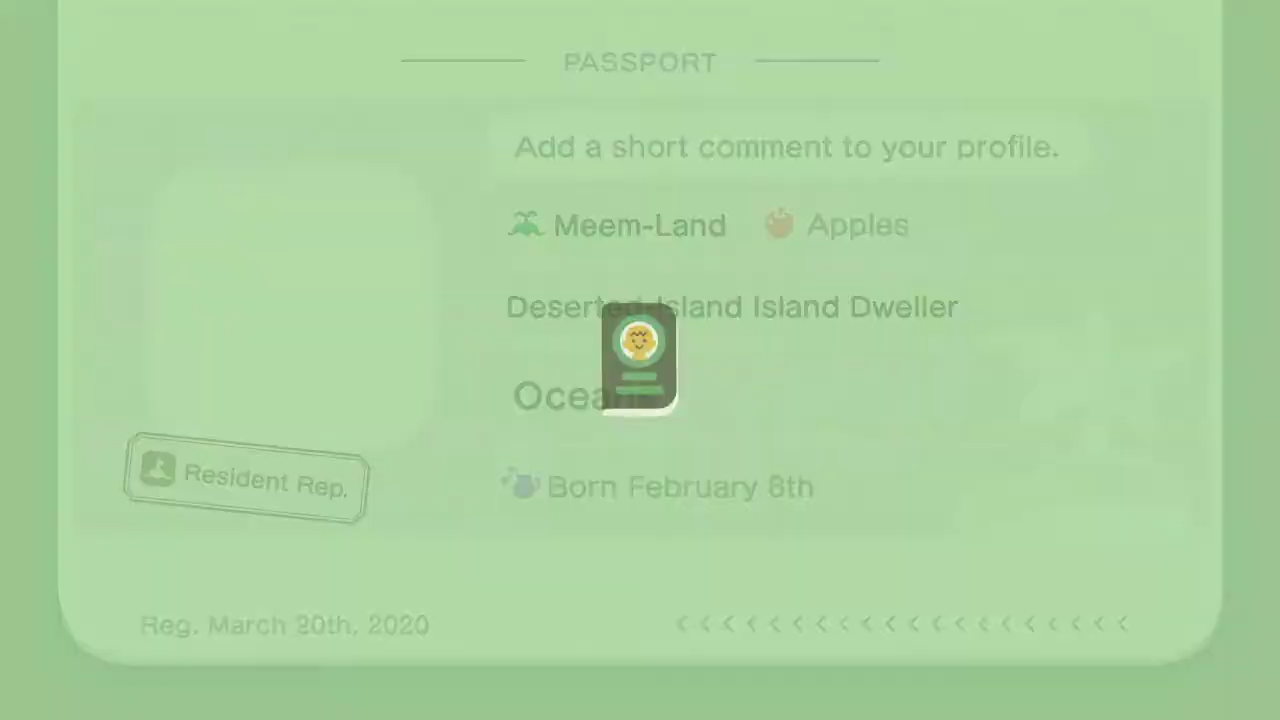 PASSPORT
Add a short comment to your profile.
Meem-Land Apples
Deserted-Island Island Dweller
Born February 8th
Resident Rep.
Reg. March 20th, 2020